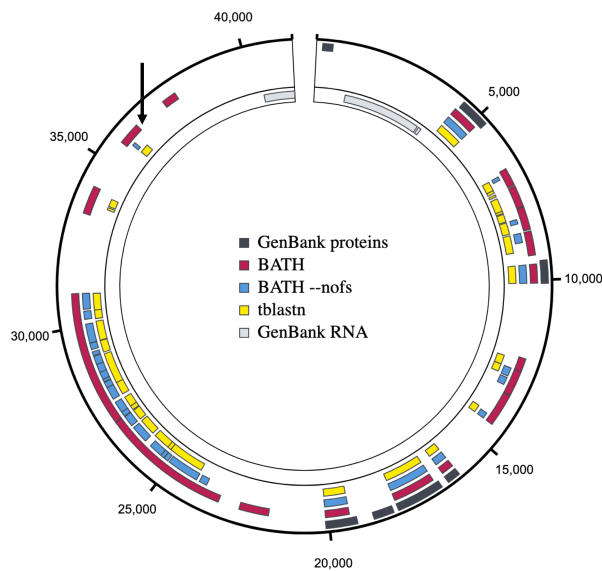 40,000
5,000
35,000
GenBank proteins
BATH
BATH --nofs
tblastn
GenBank RNA
10,000
30,000
15,000
25,000
20,000